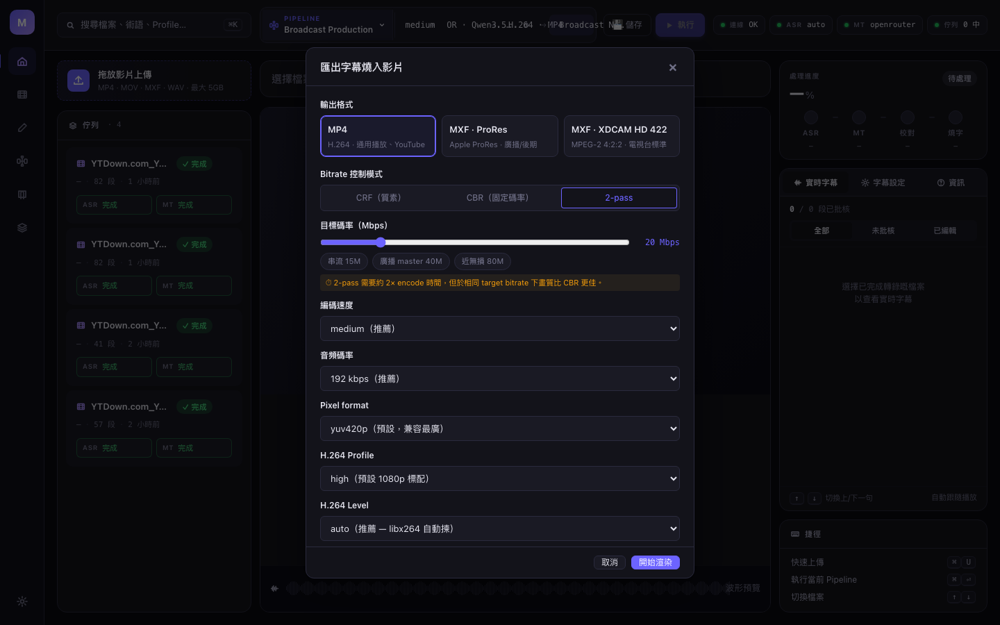 M
搜尋檔案、術語、Profile...
⌘K
PIPELINE
Broadcast Production
medium
執行
儲存
連線 OK
ASR auto
MT openrouter
佇列 0 中
拖放影片上傳
MP4 · MOV · MXF · WAV · 最大 5GB
佇列 · 4
YTDown.com_Y...
✓ 完成
— · 82 段 · 1 小時前
ASR 完成
MT 完成
YTDown.com_Y...
✓ 完成
— · 82 段 · 1 小時前
ASR 完成
MT 完成
YTDown.com_Y...
✓ 完成
— · 41 段 · 2 小時前
ASR 完成
MT 完成
YTDown.com_Y...
✓ 完成
— · 57 段 · 2 小時前
ASR 完成
MT 完成
選擇檔
匯出字幕燒入影片
×
輸出格式
MP4
H.264 · 通用播放、YouTube
MXF · ProRes
Apple ProRes · 廣播/後期
MXF · XDCAM HD 422
MPEG-2 4:2:2 · 電視台標準
Bitrate 控制模式
CRF（質素）
CBR（固定碼率）
2-pass
目標碼率（Mbps）
20 Mbps
串流 15M
廣播 master 40M
近無損 80M
⏱ 2-pass 需要約 2× encode 時間，但於相同 target bitrate 下畫質比 CBR 更佳。
編碼速度
medium（推薦）
音頻碼率
192 kbps（推薦）
Pixel format
yuv420p（預設，兼容最廣）
H.264 Profile
high（預設 1080p 標配）
H.264 Level
auto（推薦 — libx264 自動揀）
取消
開始渲染
波形預覽
處理進度
待處理
—%
ASR
MT
校對
燒字
–
–
–
–
實時字幕
字幕設定
資訊
0 / 0 段已批核
全部
未批核
已編輯
選擇已完成轉錄嘅檔案
以查看實時字幕
↑ ↓ 切換上/下一句
自動跟隨播放
捷徑
快速上傳
⌘ U
執行當前 Pipeline
⌘ ⏎
切換檔案
↑ ↓